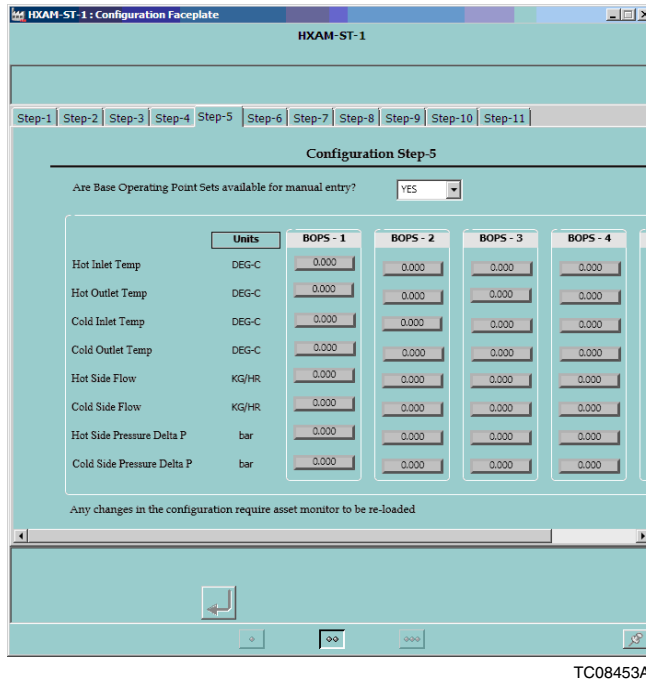 HXAM-ST-1 : Configuration Faceplate
HXAM-ST-1
Step-1 Step-2 Step-3 Step-4 Step-5 Step-6 Step-7 Step-8 Step-9 Step-10 Step-11
Configuration Step-5
Are Base Operating Point Sets available for manual entry? YES
Units BOPS - 1 BOPS - 2 BOPS - 3 BOPS - 4
Hot Inlet Temp DEG-C 0.000 0.000 0.000 0.000
Hot Outlet Temp DEG-C 0.000 0.000 0.000 0.000
Cold Inlet Temp DEG-C 0.000 0.000 0.000 0.000
Cold Outlet Temp DEG-C 0.000 0.000 0.000 0.000
Hot Side Flow KG/HR 0.000 0.000 0.000 0.000
Cold Side Flow KG/HR 0.000 0.000 0.000 0.000
Hot Side Pressure Delta P bar 0.000 0.000 0.000 0.000
Cold Side Pressure Delta P bar 0.000 0.000 0.000 0.000
Any changes in the configuration require asset monitor to be re-loaded
TC08453A